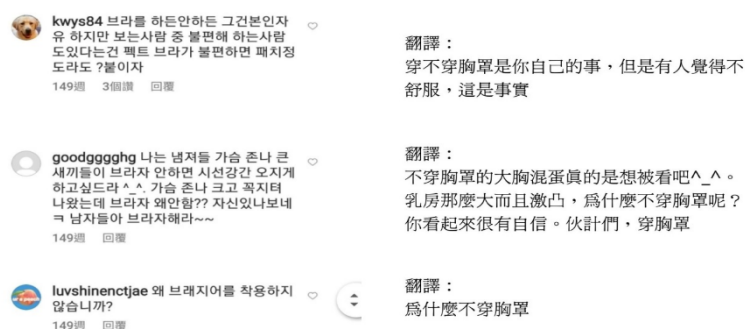 kwys84 브라를 하든안하든 그건본인자
유 하지만 보는사람 중 불편해 하는사람
도있다는건 펙트 브라가 불편하면 패치정
도라도 ?붙이자
149週 3個讚 回覆
翻譯：
穿不穿胸罩是你自己的事，但是有人覺得不
舒服，這是事實
goodgggghg 나는 냄져들 가슴 존나 큰
새끼들이 브라자 안하면 시선강간 오지게
하고싶드라 ^_^. 가슴 존나 크고 꼭지텨
나왔는데 브라자 왜안함?? 자신있나보네
ㅋ 남자들아 브라자해라~~
149週 回覆
翻譯：
不穿胸罩的大胸混蛋眞的是想被看吧^_^。
乳房那麼大而且激凸，爲什麼不穿胸罩呢？
你看起來很有自信。伙計們，穿胸罩
luvshinenctjae 왜 브래지어를 착용하지
않습니까?
149週 回覆
翻譯：
爲什麼不穿胸罩